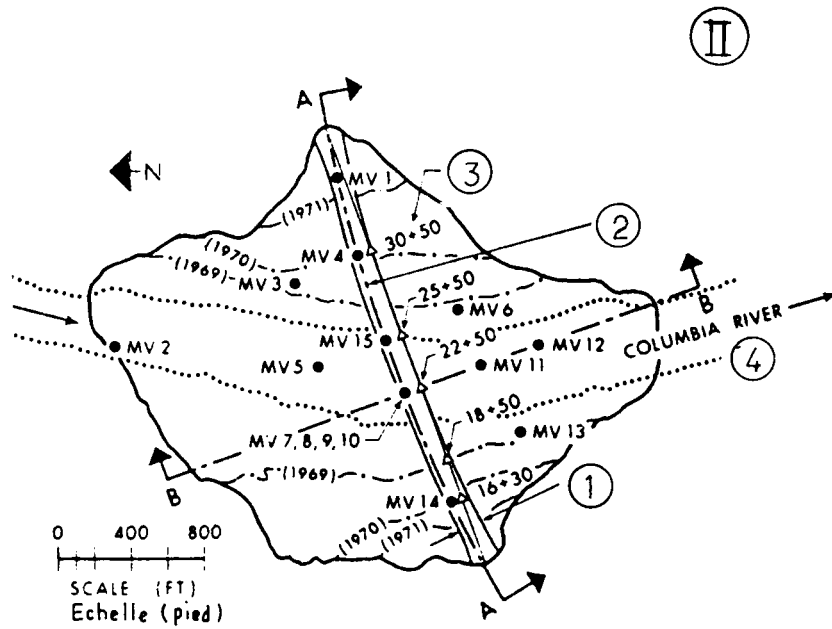 II
A
N
MV 1
3
(1971)
2
(1970)
30+50
MV 4
(1969)
MV 3
25+50
B
MV 6
MV 15
22+50
MV 12
COLUMBIA RIVER
MV 2
MV 5
MV 11
4
18+50
MV 7, 8, 9, 10
MV 13
(1969)
B
16+30
1
MV 14
(1970)
(1971)
0 400 800
SCALE (FT)
Echelle (pied)
A